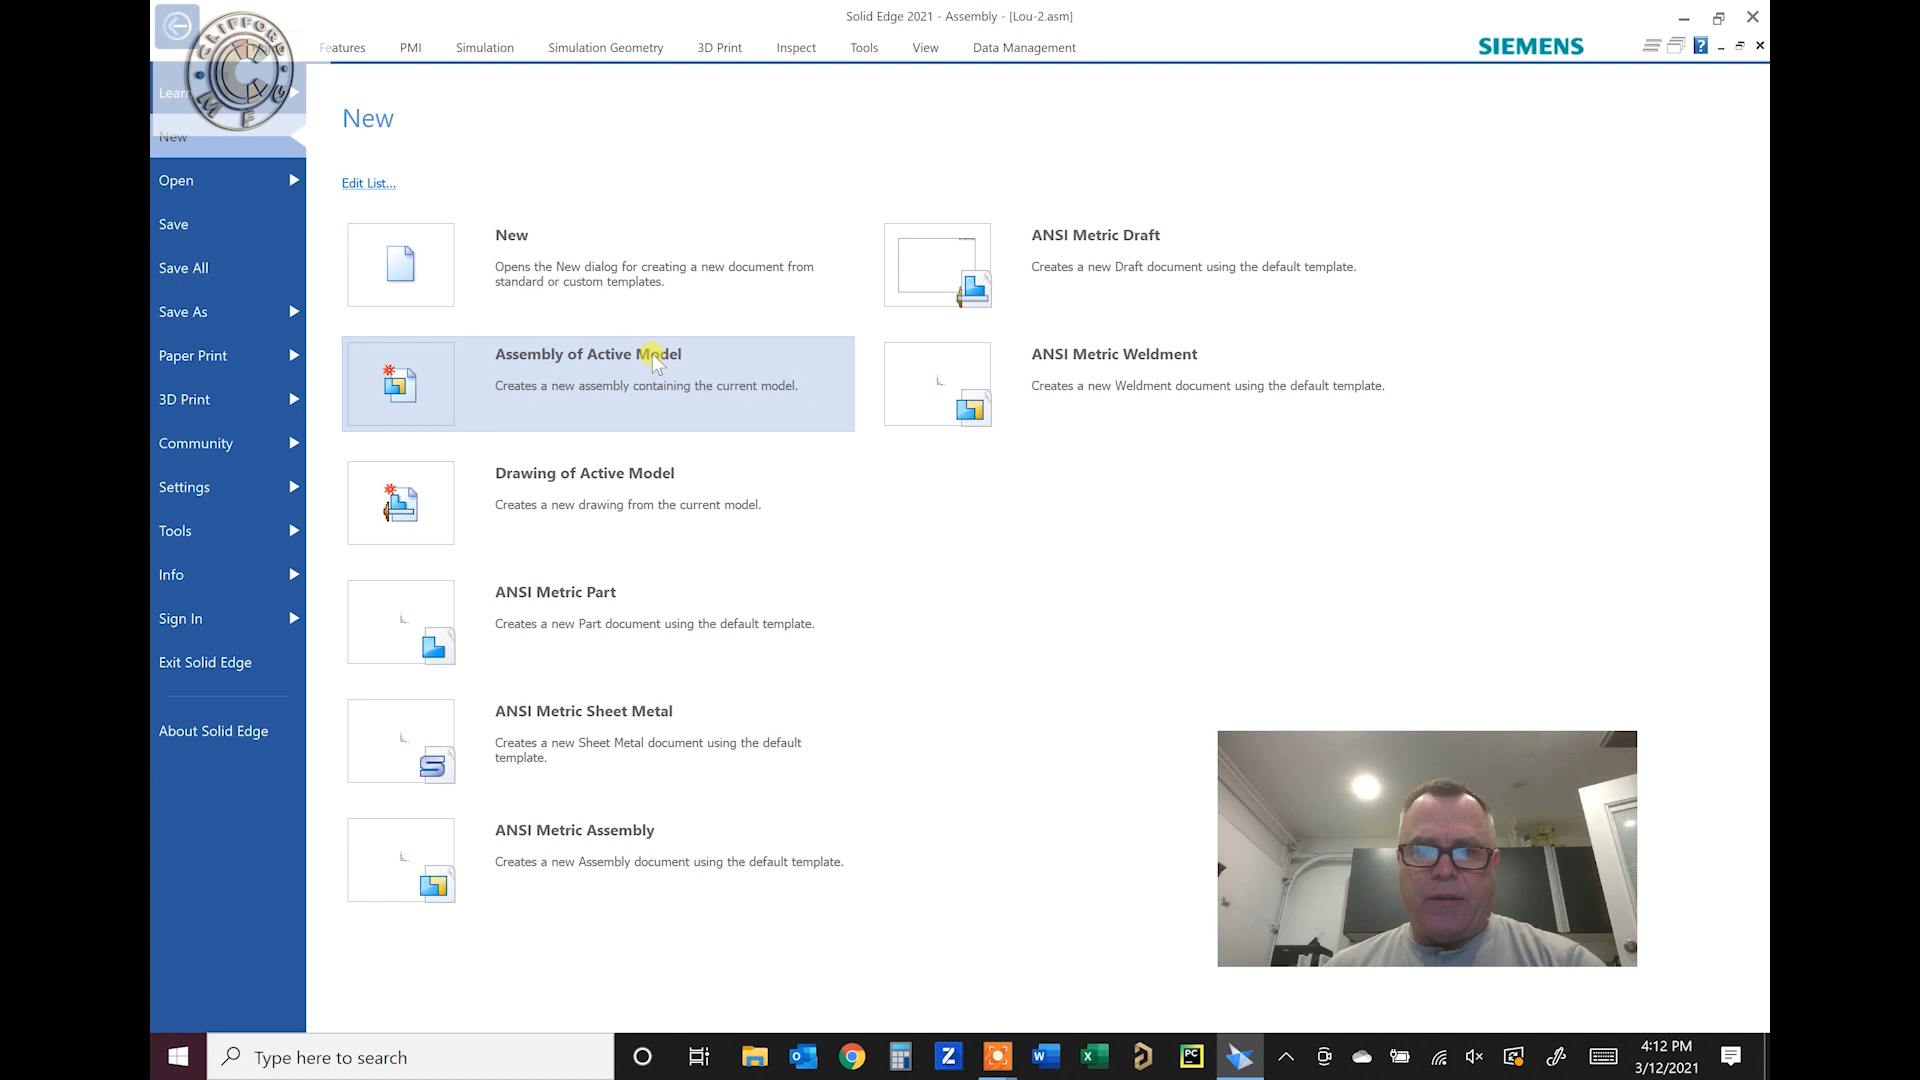 Solid Edge 2021 - Assembly - [Lou-2.asm]
CLIFFORD
C
MFG
Features
PMI
Simulation
Simulation Geometry
3D Print
Inspect
Tools
View
Data Management
SIEMENS
Learn
New
Open
Save
Save All
Save As
Paper Print
3D Print
Community
Settings
Tools
Info
Sign In
Exit Solid Edge
About Solid Edge
New
Edit List...
New
Opens the New dialog for creating a new document from
standard or custom templates.
Assembly of Active Model
Creates a new assembly containing the current model.
Drawing of Active Model
Creates a new drawing from the current model.
ANSI Metric Part
Creates a new Part document using the default template.
ANSI Metric Sheet Metal
Creates a new Sheet Metal document using the default
template.
ANSI Metric Assembly
Creates a new Assembly document using the default template.
ANSI Metric Draft
Creates a new Draft document using the default template.
ANSI Metric Weldment
Creates a new Weldment document using the default template.
Type here to search
4:12 PM
3/12/2021